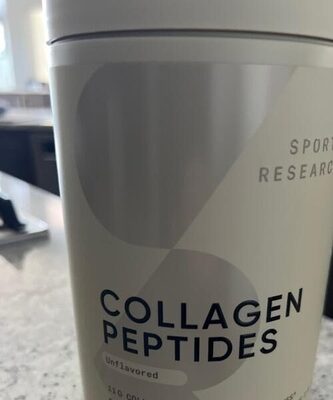 SPORT
RESEARC
COLLAGEN
PEPTIDES
Unflavored